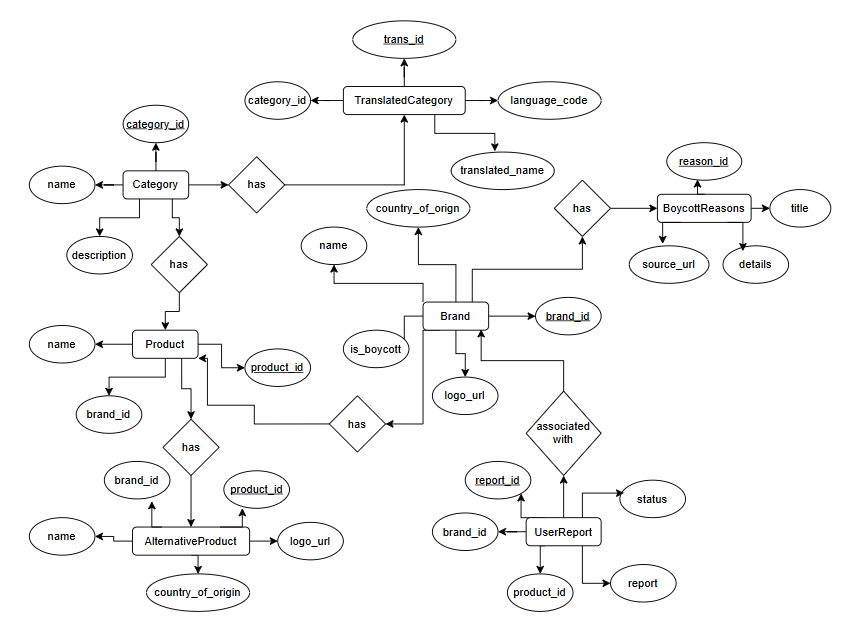 trans_id
category_id
TranslatedCategory
language_code
category_id
translated_name
reason_id
name
Category
has
country_of_orign
has
BoycottReasons
title
description
has
name
source_url
details
name
Product
is_boycott
Brand
brand_id
product_id
logo_url
brand_id
has
has
associated
with
brand_id
product_id
report_id
status
name
AlternativeProduct
logo_url
brand_id
UserReport
country_of_origin
product_id
report